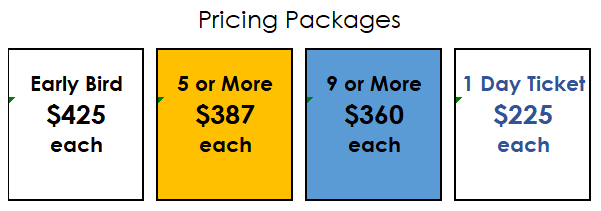 Pricing Packages
Early Bird
$425
each
5 or More
$387
each
9 or More
$360
each
1 Day Ticket
$225
each